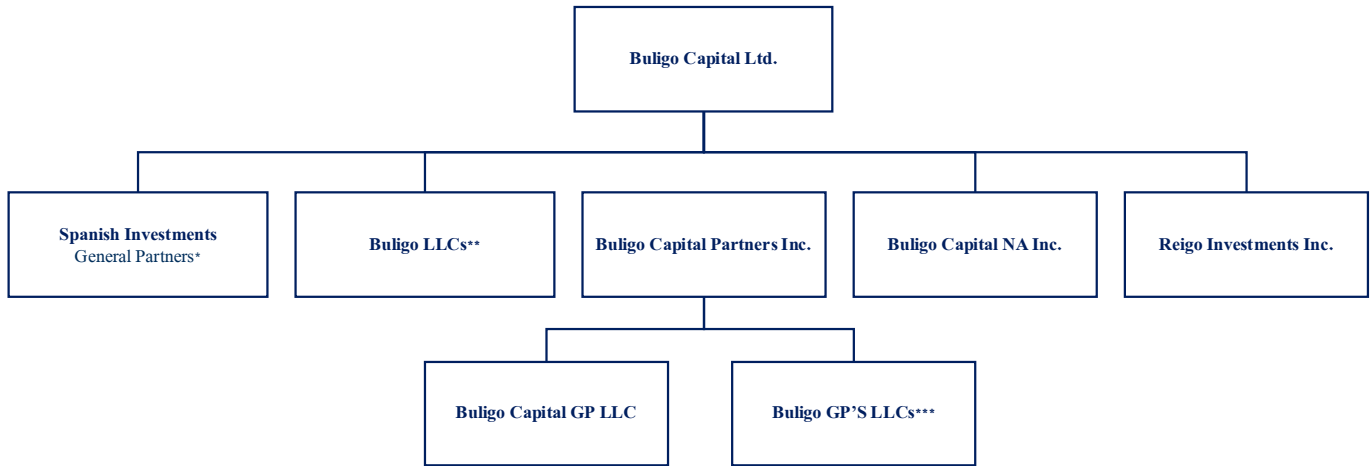 Buligo Capital Ltd.
Spanish Investments
General Partners*
Buligo LLCs**
Buligo Capital Partners Inc.
Buligo Capital NA Inc.
Reigo Investments Inc.
Buligo Capital GP LLC
Buligo GP’S LLCs***